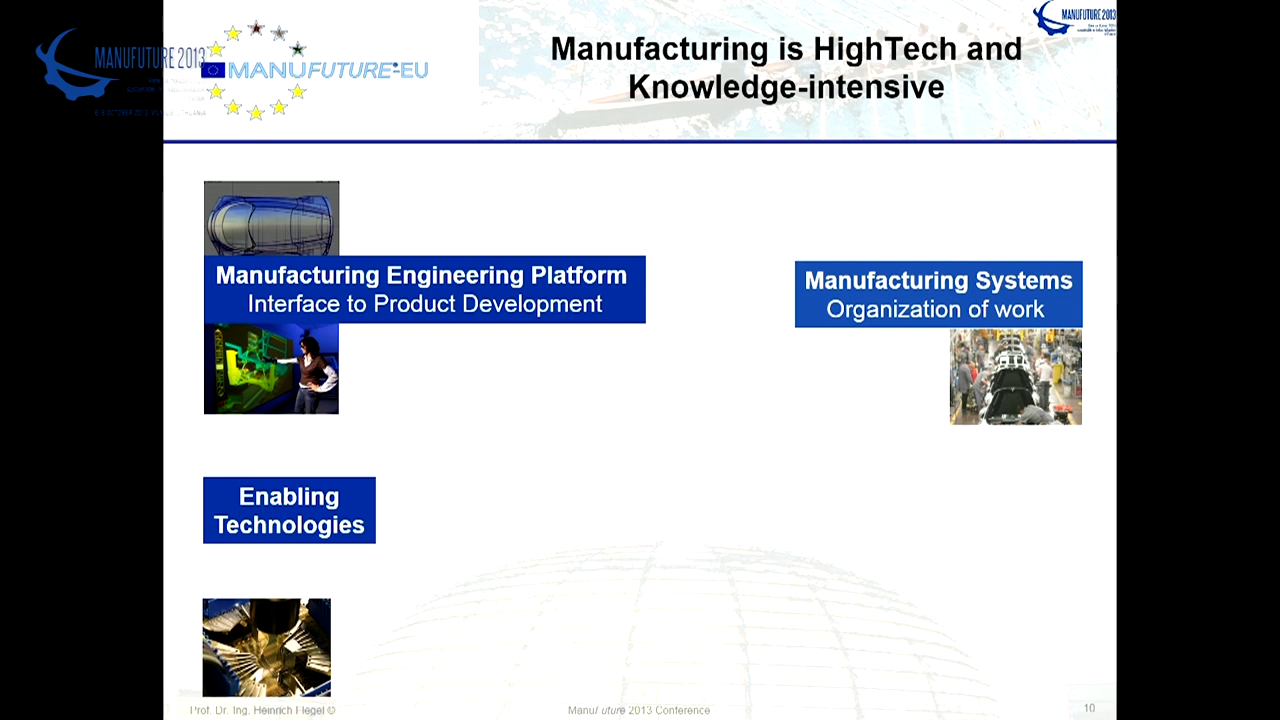 MANUFUTURE 2013
MANUFUTURE-EU
Manufacturing is HighTech and
Knowledge-intensive
MANUFUTURE 2013
Manufacturing Engineering Platform
Interface to Product Development
Manufacturing Systems
Organization of work
Enabling
Technologies
Prof. Dr. Ing. Heinrich Flegel ©
Manufuture 2013 Conference
10